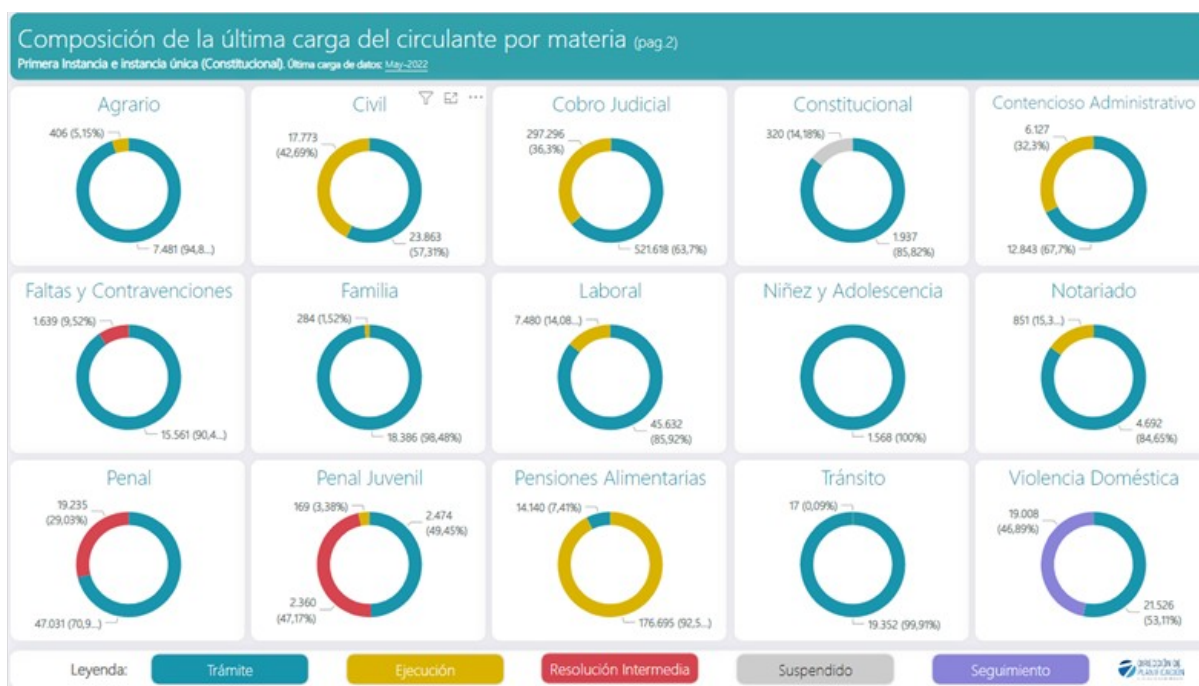 Composición de la última carga del circulante por materia (pag.2)
Primera Instancia e instancia única (Constitucional). Última carga de datos: May-2022
Agrario
406 (5,15%)
7.481 (94,8...)
Civil
17.773
(42,69%)
23.863
(57,31%)
Cobro Judicial
297.296
(36,3%)
521.618 (63,7%)
Constitucional
320 (14,18%)
1.937
(85,82%)
Contencioso Administrativo
6.127
(32,3%)
12.843 (67,7%)
Faltas y Contravenciones
1.639 (9,52%)
15.561 (90,4...)
Familia
284 (1,52%)
18.386 (98,48%)
Laboral
7.480 (14,08...)
45.632
(85,92%)
Niñez y Adolescencia
1.568 (100%)
Notariado
851 (15,3...)
4.692
(84,65%)
Penal
19.235
(29,03%)
47.031 (70,9...)
Penal Juvenil
169 (3,38%)
2.474
(49,45%)
2.360
(47,17%)
Pensiones Alimentarias
14.140 (7,41%)
176.695 (92,5...)
Tránsito
17 (0,09%)
19.352 (99,91%)
Violencia Doméstica
19.008
(46,89%)
21.526
(53,11%)
Leyenda:
Trámite
Ejecución
Resolución Intermedia
Suspendido
Seguimiento
DIRECCIÓN DE
PLANIFICACIÓN